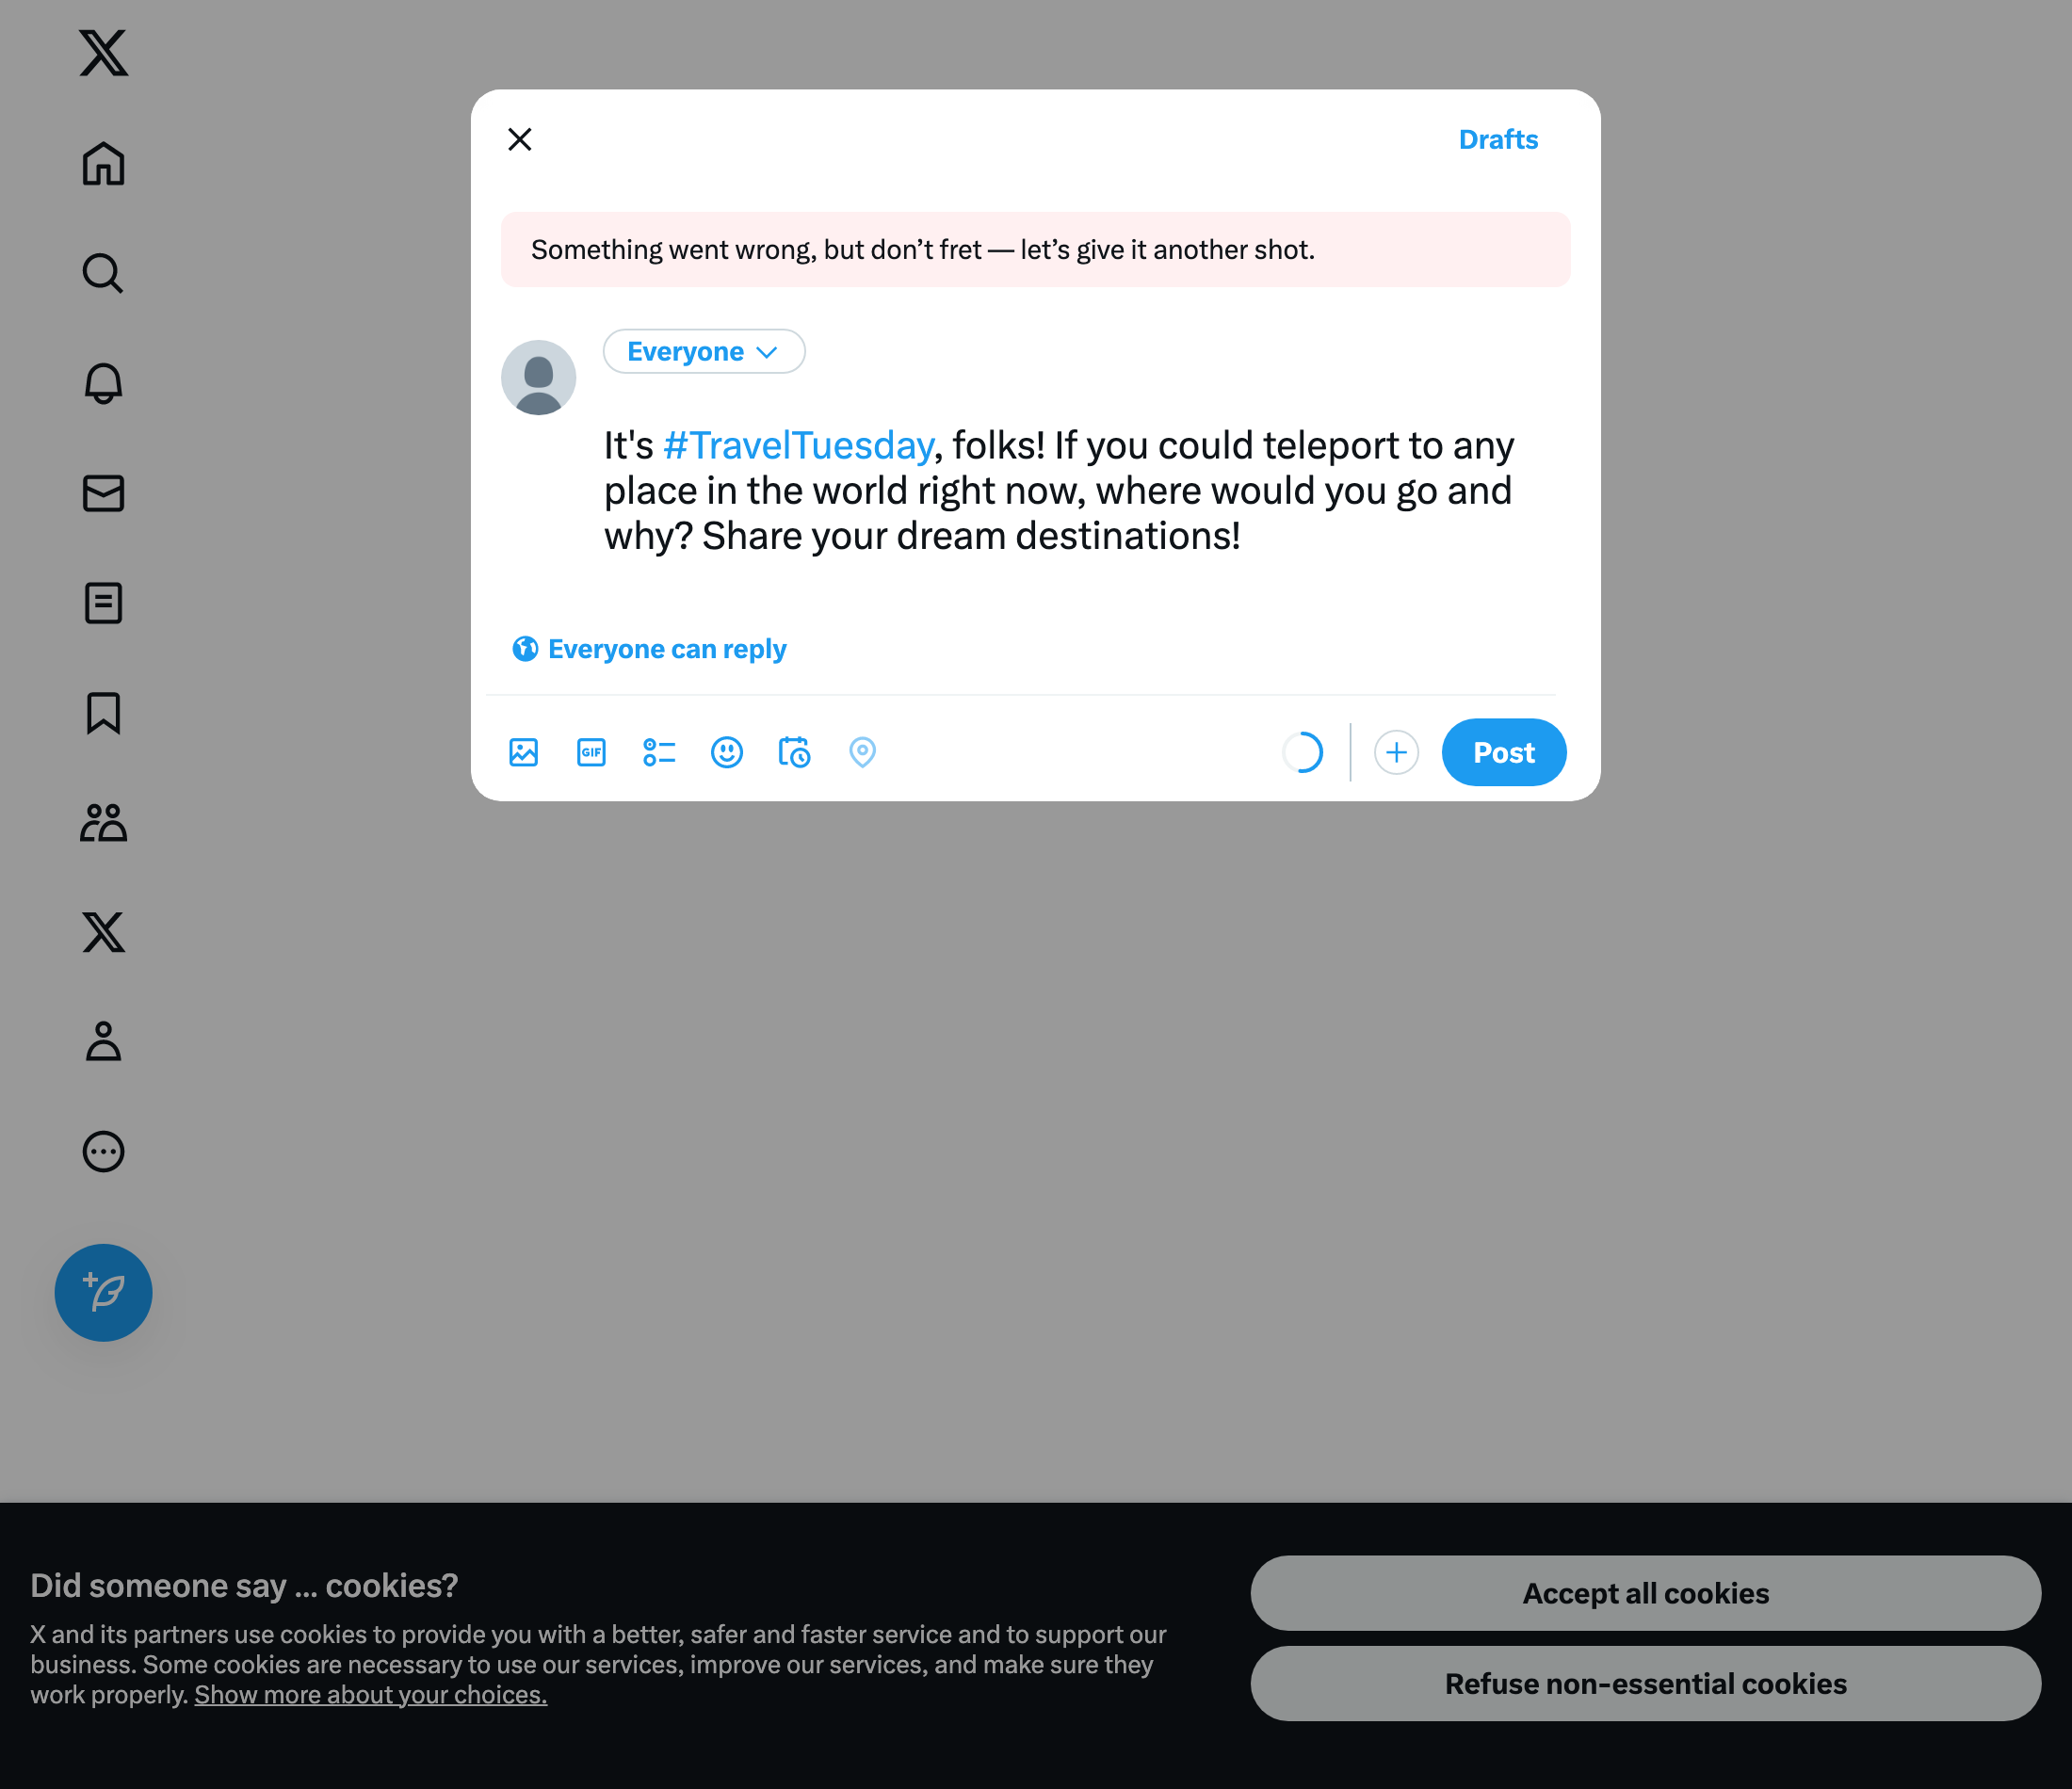 Drafts
Something went wrong, but don’t fret — let’s give it another shot.
Everyone
It's #TravelTuesday, folks! If you could teleport to any
place in the world right now, where would you go and
why? Share your dream destinations!
Everyone can reply
GIF
Post
Did someone say … cookies?
X and its partners use cookies to provide you with a better, safer and faster service and to support our
business. Some cookies are necessary to use our services, improve our services, and make sure they
work properly. Show more about your choices.
Accept all cookies
Refuse non-essential cookies